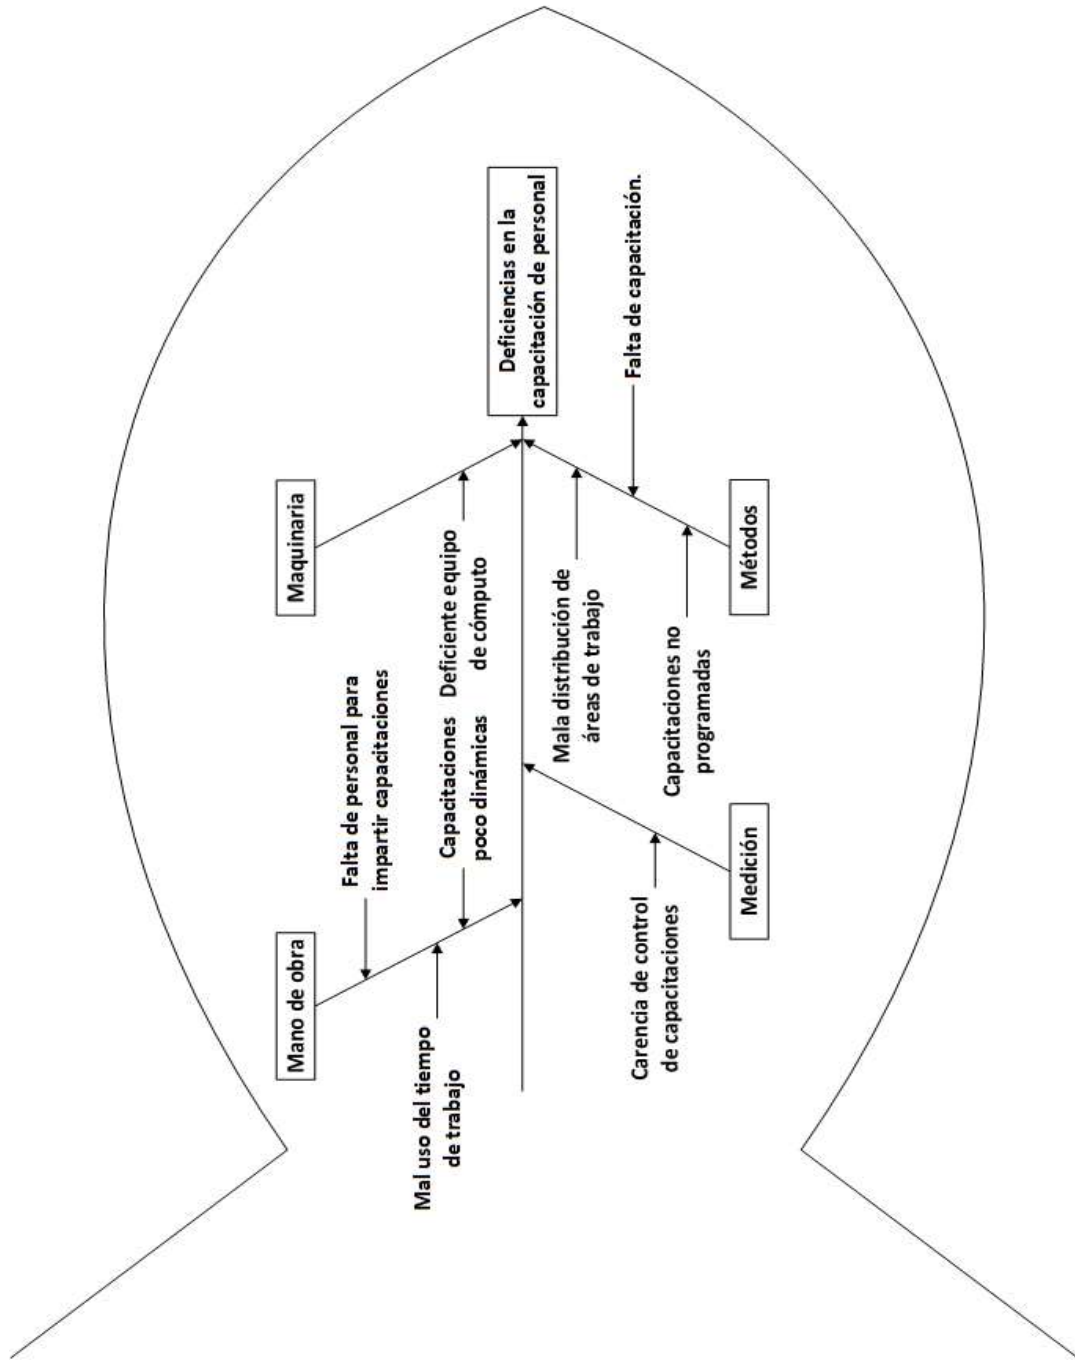 Mano de obra
Maquinaria
Falta de personal para
impartir capacitaciones
Mal uso del tiempo
de trabajo
Capacitaciones
poco dinámicas
Deficiente equipo
de cómputo
Deficiencias en la
capacitación de personal
Mala distribución de
áreas de trabajo
Falta de capacitación.
Capacitaciones no
programadas
Carencia de control
de capacitaciones
Medición
Métodos